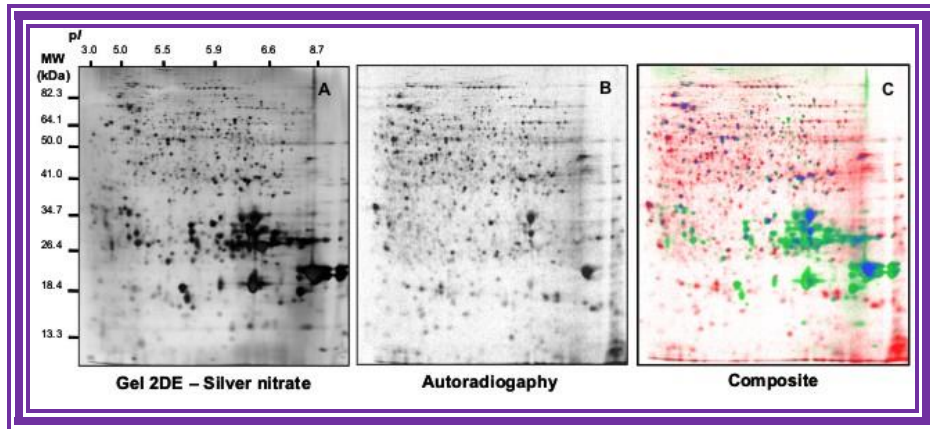 pI
3.0 5.0 5.5 5.9 6.6 8.7
MW
(kDa)
82.3
64.1
50.0
41.0
34.7
26.4
18.4
13.3
A
B
C
Gel 2DE – Silver nitrate
Autoradiogaphy
Composite